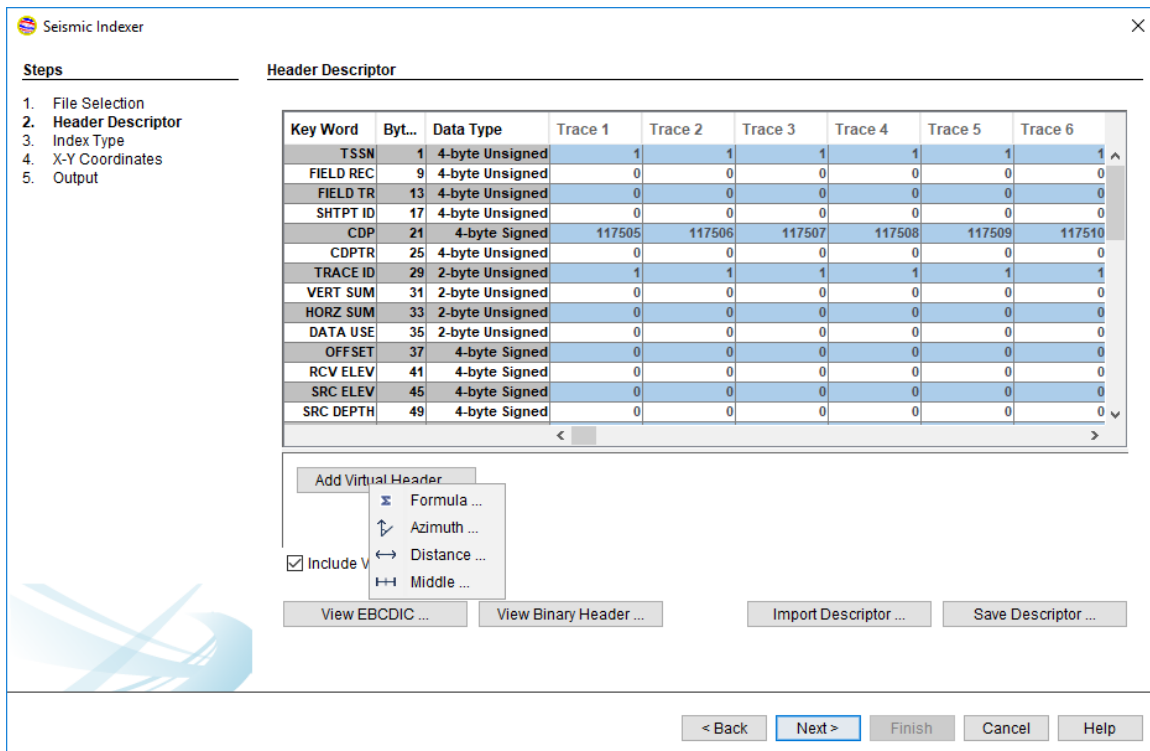 Seismic Indexer
Steps
1. File Selection
2. Header Descriptor
3. Index Type
4. X-Y Coordinates
5. Output
Header Descriptor
Key Word Byt... Data Type Trace 1 Trace 2 Trace 3 Trace 4 Trace 5 Trace 6
TSSN 1 4-byte Unsigned 1 1 1 1 1 1
FIELD REC 9 4-byte Unsigned 0 0 0 0 0 0
FIELD TR 13 4-byte Unsigned 0 0 0 0 0 0
SHTPT ID 17 4-byte Unsigned 0 0 0 0 0 0
CDP 21 4-byte Signed 117505 117506 117507 117508 117509 117510
CDPTR 25 4-byte Unsigned 0 0 0 0 0 0
TRACE ID 29 2-byte Unsigned 1 1 1 1 1 1
VERT SUM 31 2-byte Unsigned 0 0 0 0 0 0
HORZ SUM 33 2-byte Unsigned 0 0 0 0 0 0
DATA USE 35 2-byte Unsigned 0 0 0 0 0 0
OFFSET 37 4-byte Signed 0 0 0 0 0 0
RCV ELEV 41 4-byte Signed 0 0 0 0 0 0
SRC ELEV 45 4-byte Signed 0 0 0 0 0 0
SRC DEPTH 49 4-byte Signed 0 0 0 0 0 0
Add Virtual Header ...
Formula ...
Azimuth ...
Distance ...
Middle ...
Include V
View EBCDIC ... View Binary Header ... Import Descriptor ... Save Descriptor ...
< Back Next > Finish Cancel Help